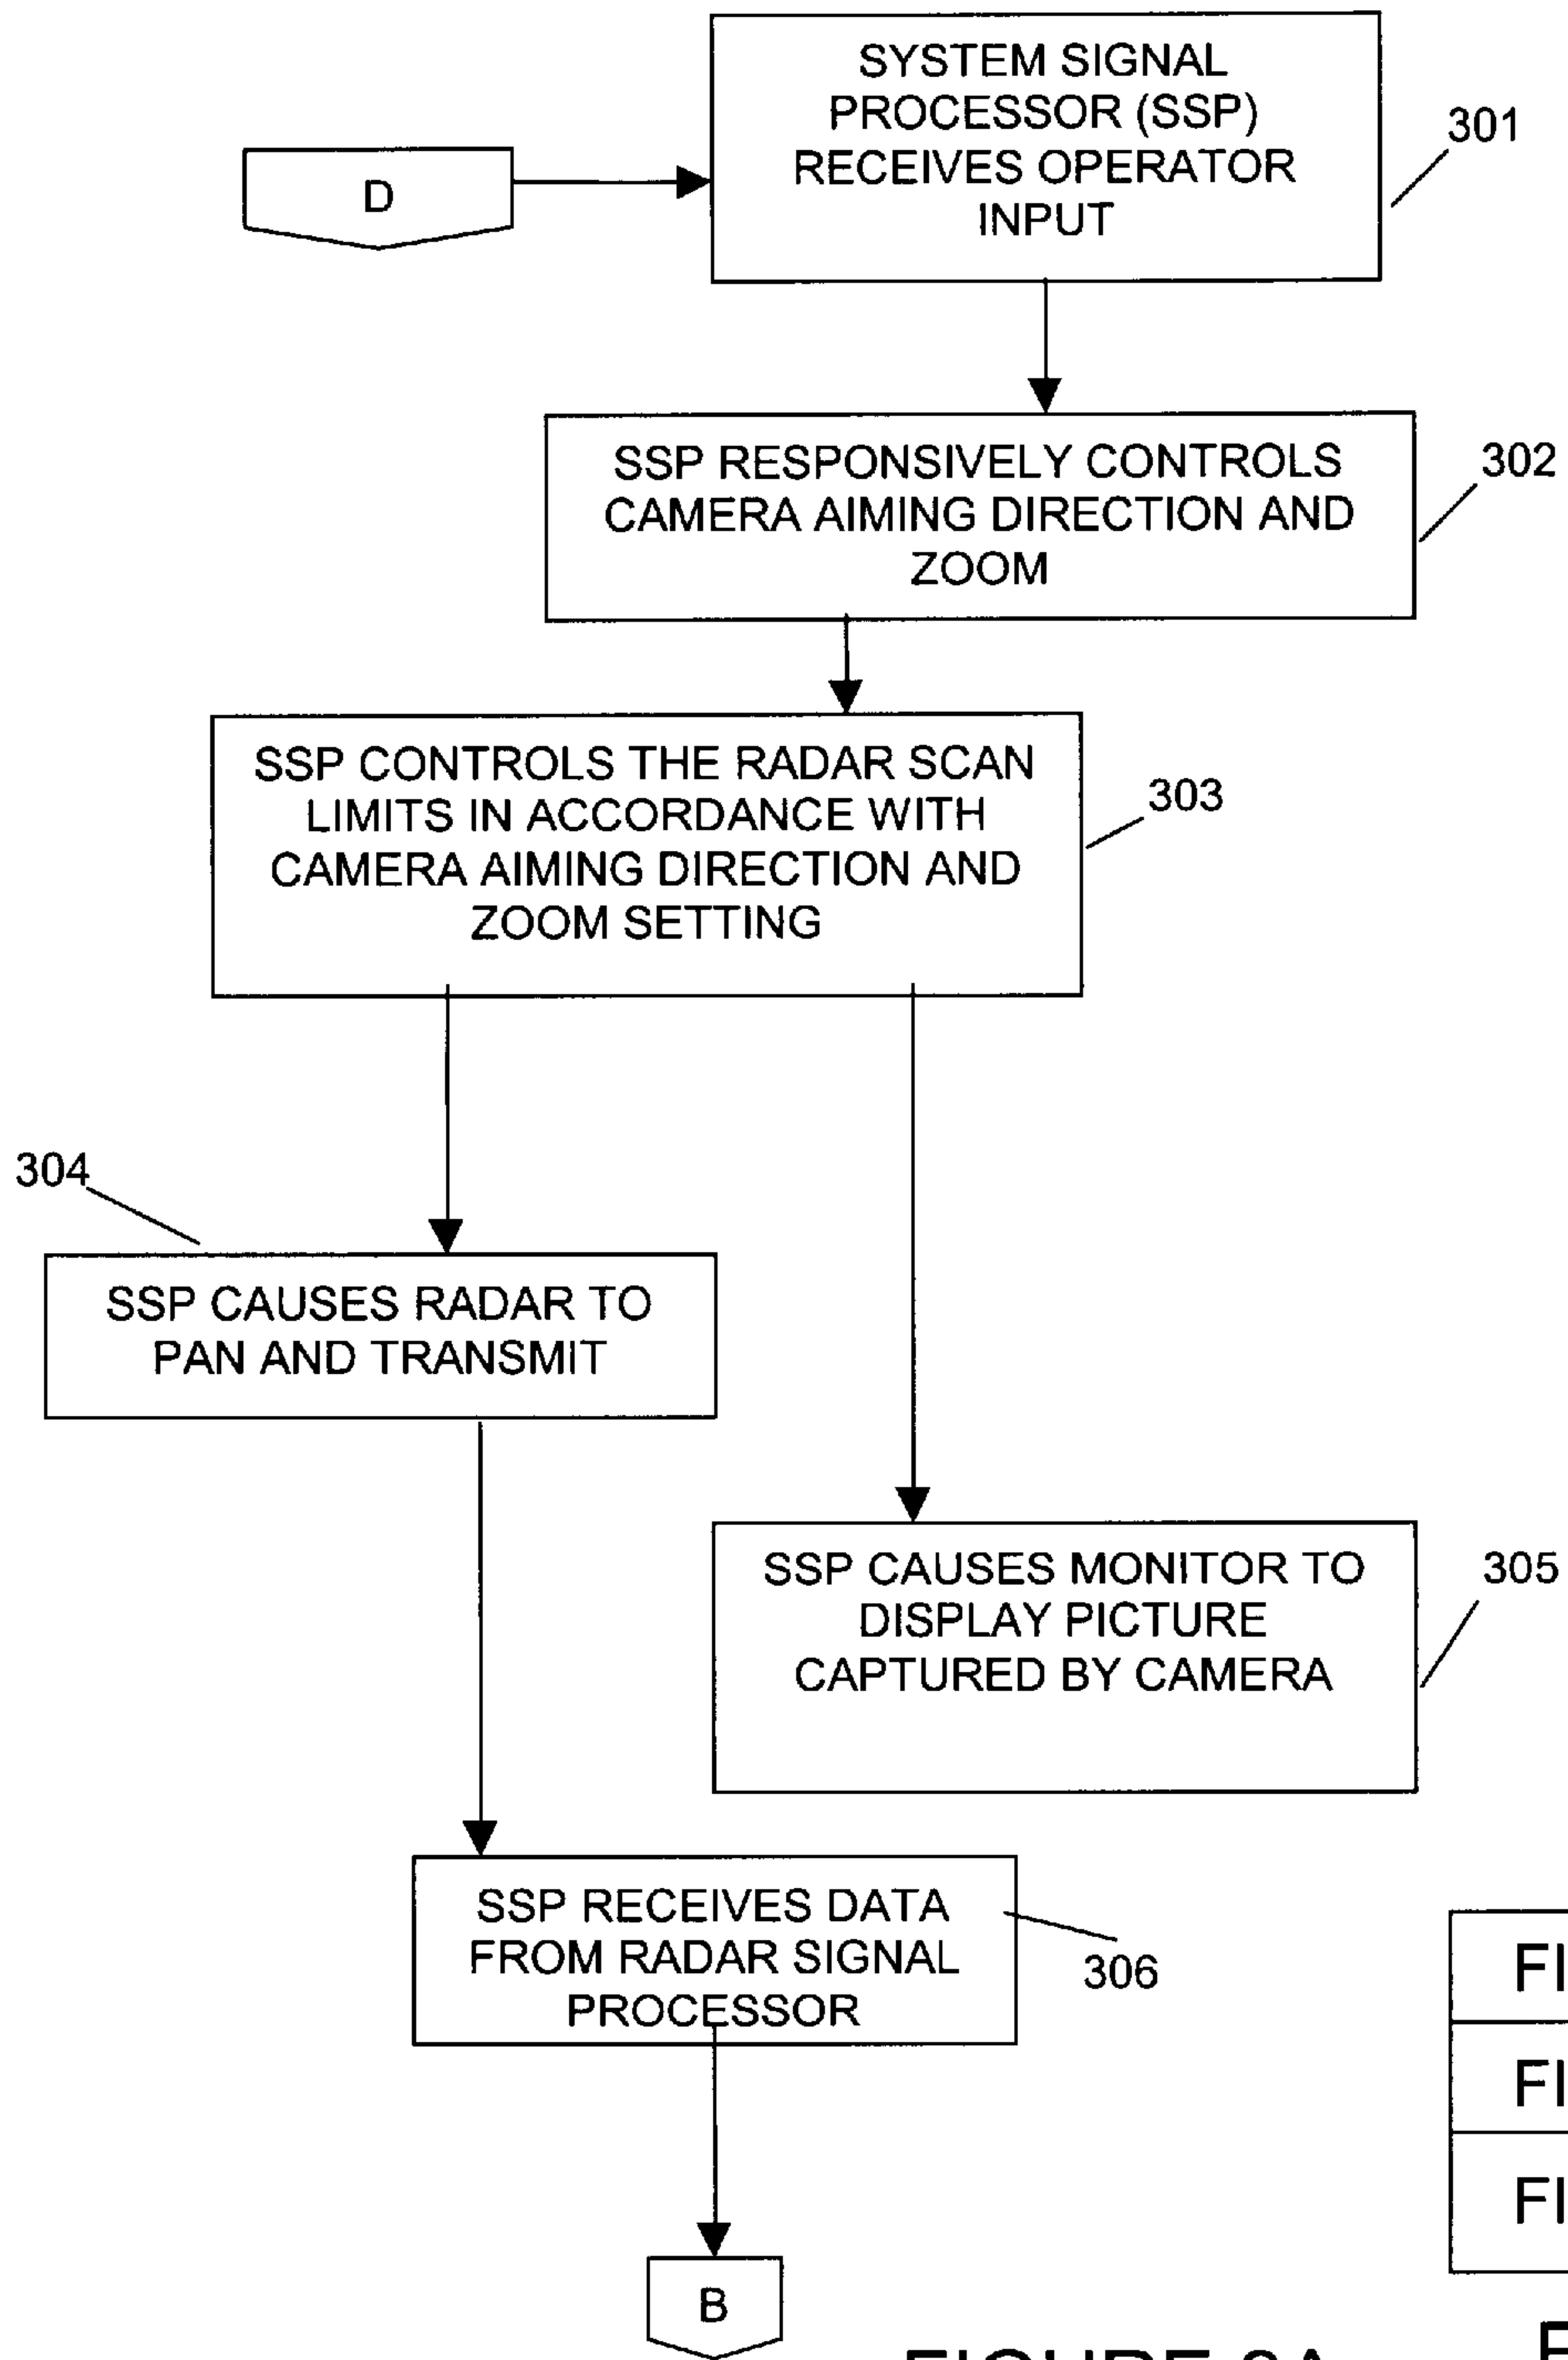 SYSTEM SIGNAL
PROCESSOR (SSP)
RECEIVES OPERATOR
INPUT
301
D
SSP RESPONSIVELY CONTROLS
CAMERA AIMING DIRECTION AND
ZOOM
302
SSP CONTROLS THE RADAR SCAN
LIMITS IN ACCORDANCE WITH
CAMERA AIMING DIRECTION AND
ZOOM SETTING
303
304
SSP CAUSES RADAR TO
PAN AND TRANSMIT
SSP CAUSES MONITOR TO
DISPLAY PICTURE
CAPTURED BY CAMERA
305
SSP RECEIVES DATA
FROM RADAR SIGNAL
PROCESSOR
306
B